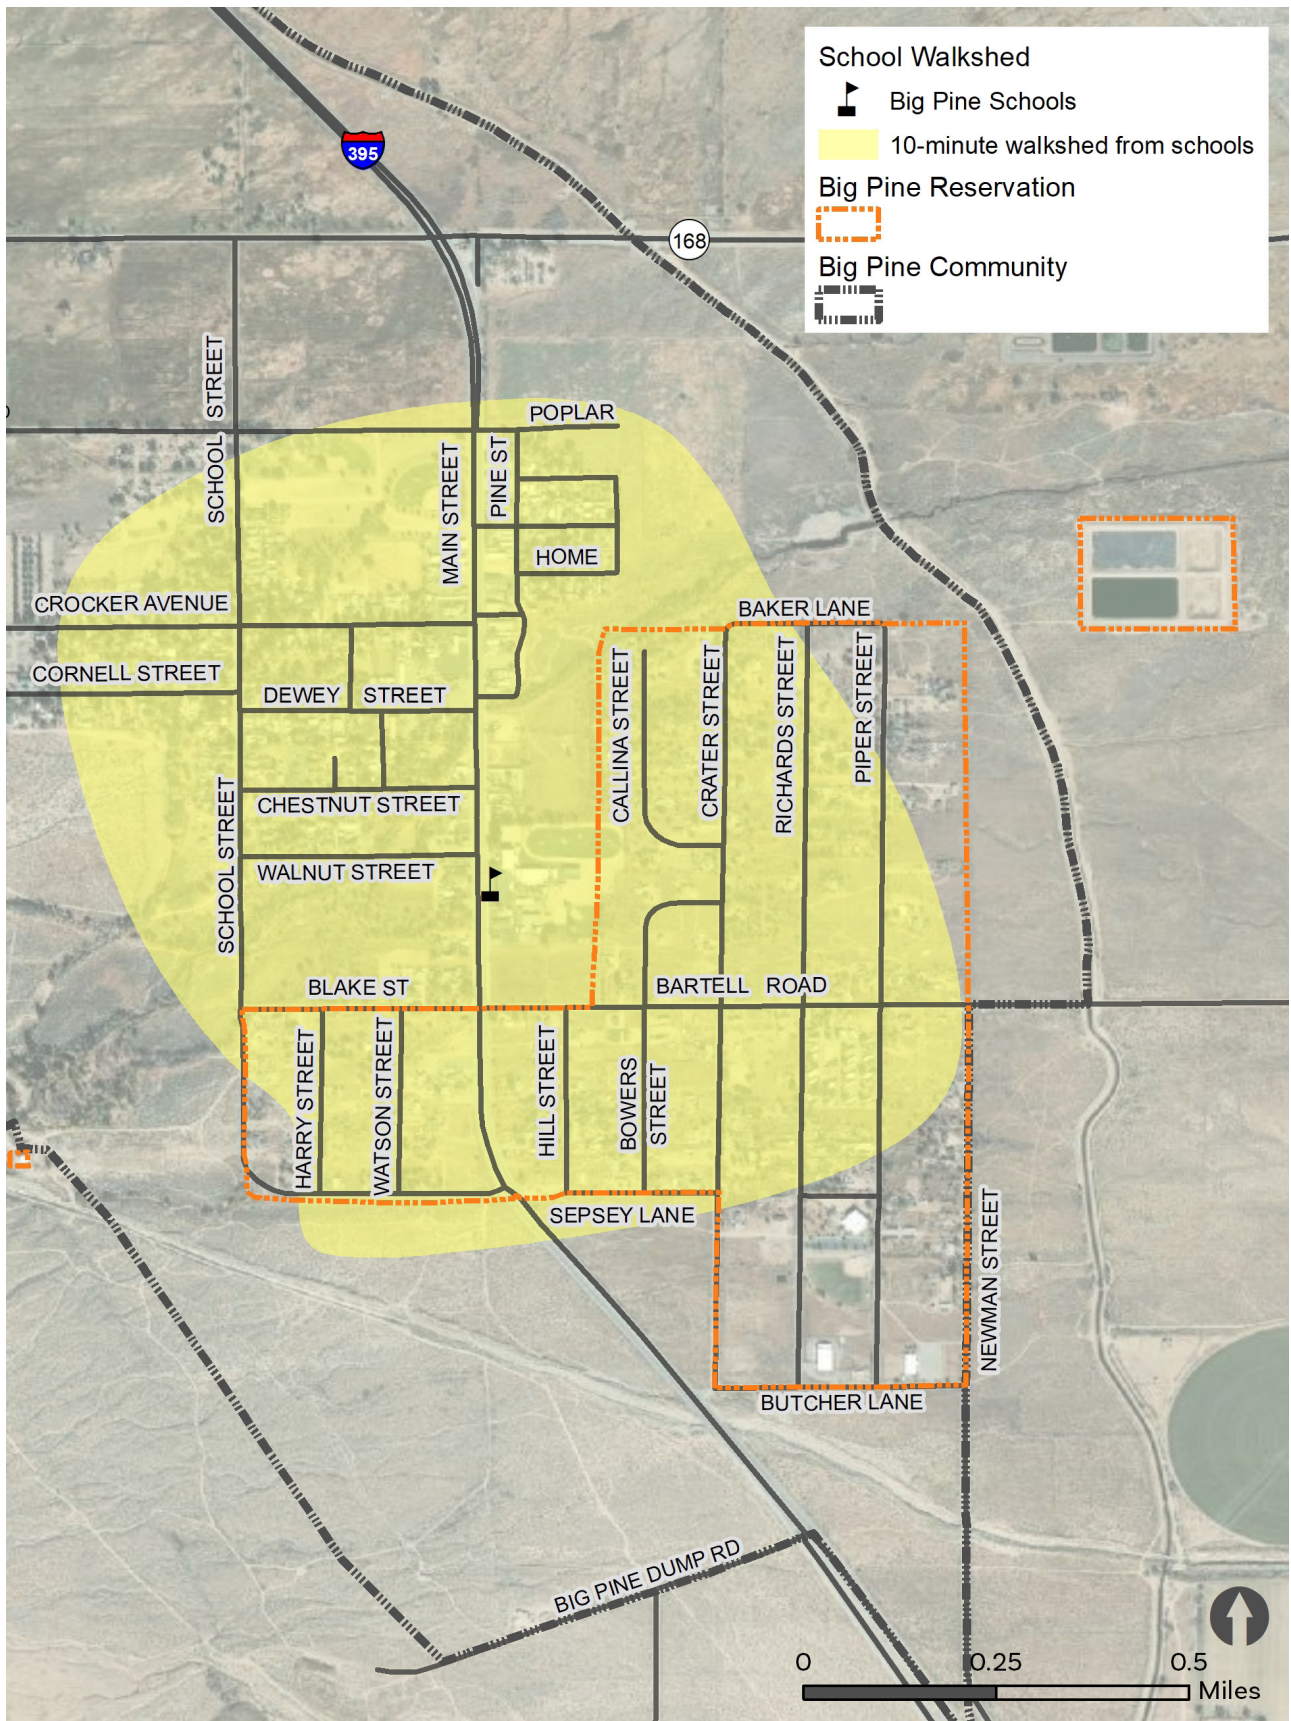 School Walkshed
Big Pine Schools
10-minute walkshed from schools
Big Pine Reservation
Big Pine Community
395
168
SCHOOL STREET
POPLAR
MAIN STREET
PINE ST
HOME
CROCKER AVENUE
BAKER LANE
CORNELL STREET
DEWEY STREET
CALLINA STREET
CRATER STREET
RICHARDS STREET
PIPER STREET
CHESTNUT STREET
SCHOOL STREET
WALNUT STREET
BLAKE ST
BARTELL ROAD
HARRY STREET
WATSON STREET
HILL STREET
BOWERS
STREET
SEPSEY LANE
NEWMAN STREET
BUTCHER LANE
BIG PINE DUMP RD
0 0.25 0.5
Miles